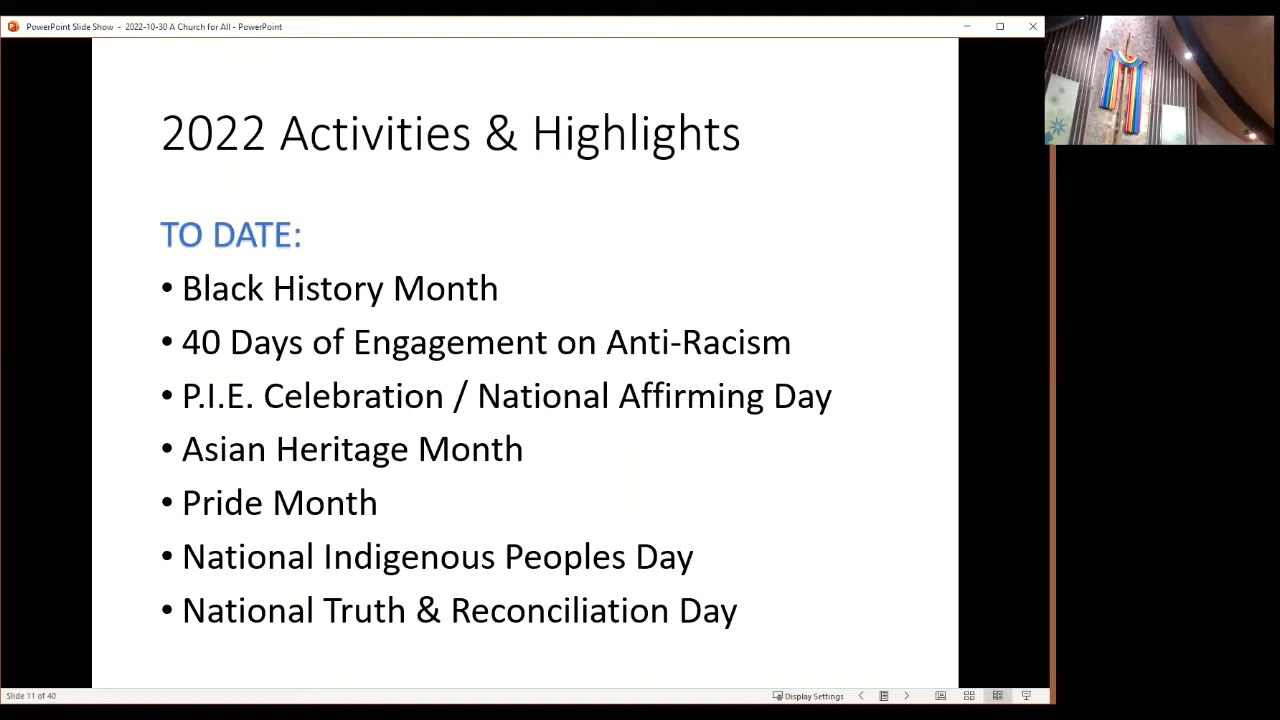 PowerPoint Slide Show - 2022-10-30 A Church for All - PowerPoint
2022 Activities & Highlights
TO DATE:
• Black History Month
• 40 Days of Engagement on Anti-Racism
• P.I.E. Celebration / National Affirming Day
• Asian Heritage Month
• Pride Month
• National Indigenous Peoples Day
• National Truth & Reconciliation Day
Slide 11 of 40
Display Settings